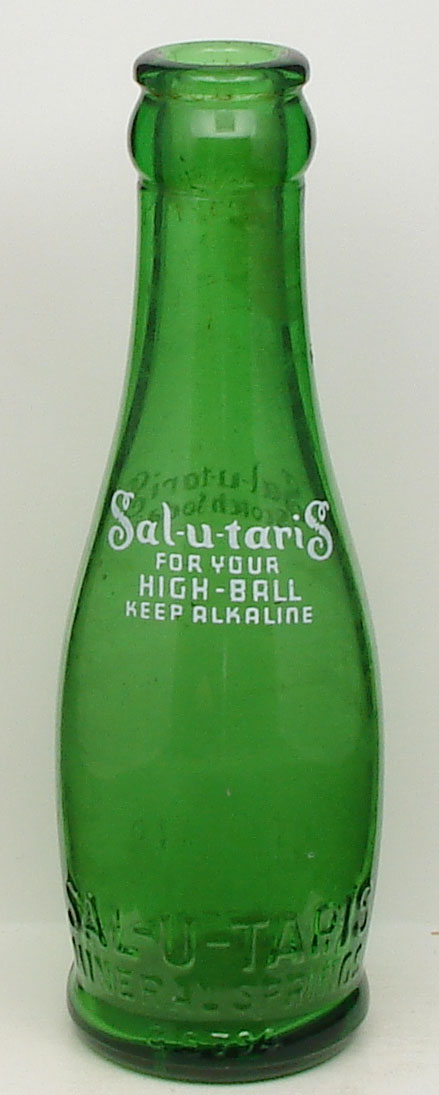 Sal-u-tariS
FOR YOUR
HIGH-BALL
KEEP ALKALINE
SAL-U-TARIS
MINERAL SPRINGS